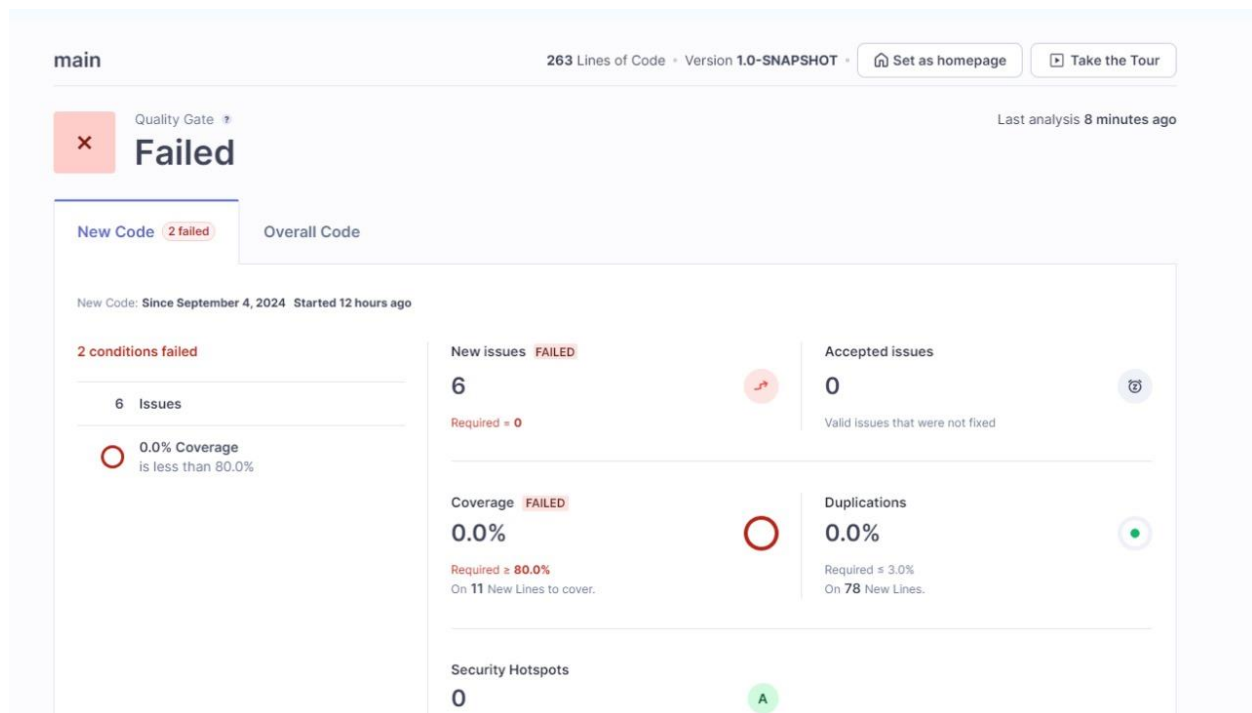 main
263 Lines of Code • Version 1.0-SNAPSHOT •
Set as homepage
Take the Tour
Quality Gate ?
Failed
Last analysis 8 minutes ago
New Code 2 failed
Overall Code
New Code: Since September 4, 2024 Started 12 hours ago
2 conditions failed
6 Issues
0.0% Coverage
is less than 80.0%
New issues FAILED
6
Required = 0
Accepted issues
0
Valid issues that were not fixed
Coverage FAILED
0.0%
Required ≥ 80.0%
On 11 New Lines to cover.
Duplications
0.0%
Required ≤ 3.0%
On 78 New Lines.
Security Hotspots
0
A